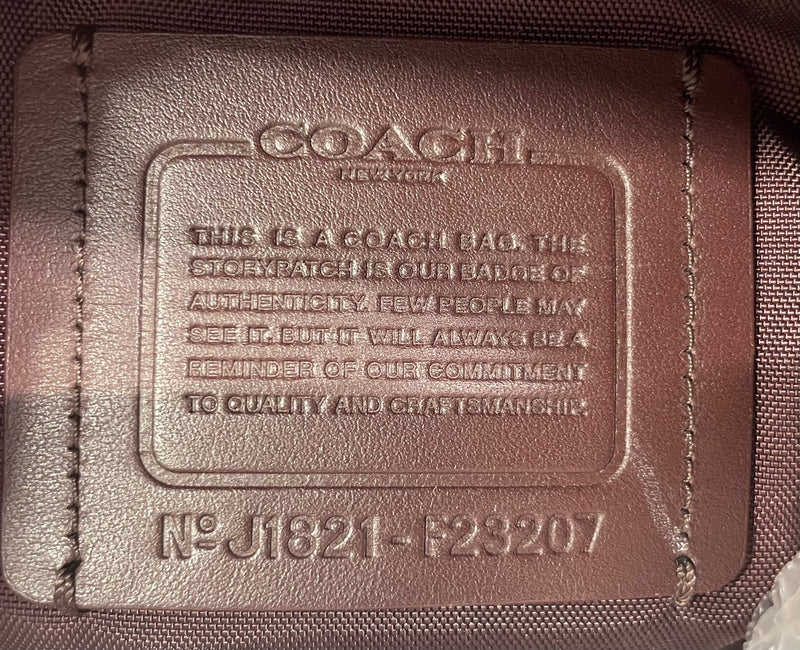 COACH
NEW YORK
THIS IS A COACH BAG. THE
STORYPATCH IS OUR BADGE OF
AUTHENTICITY. FEW PEOPLE MAY
SEE IT. BUT IT WILL ALWAYS BE A
REMINDER OF OUR COMMITMENT
TO QUALITY AND CRAFTSMANSHIP.
Nº J1821 - F23207